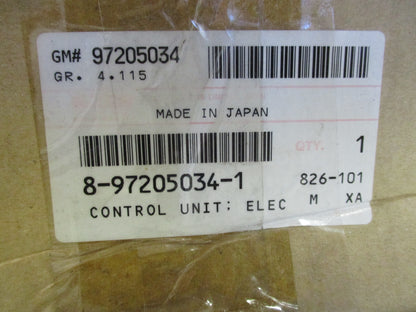 GM# 97205034
GR. 4.115
MADE IN JAPAN
QTY. 1
8-97205034-1 826-101
CONTROL UNIT; ELEC M XA